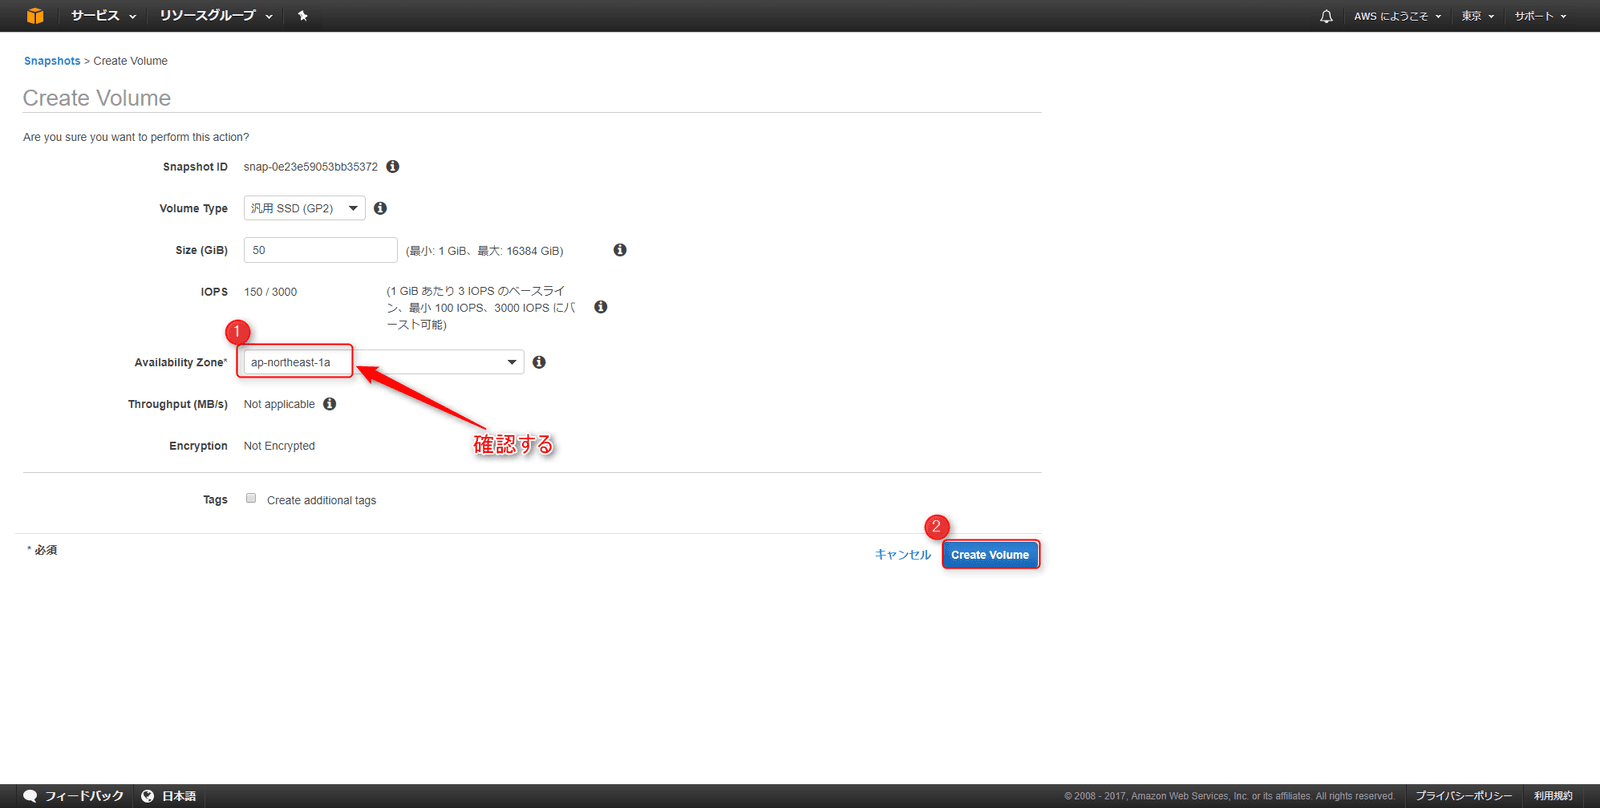 サービス リソースグループ AWS にようこそ 東京 サポート
Snapshots > Create Volume
Create Volume
Are you sure you want to perform this action?
Snapshot ID snap-0e23e59053bb35372
Volume Type 汎用 SSD (GP2)
Size (GiB) 50 (最小: 1 GiB、最大: 16384 GiB)
IOPS 150 / 3000 (1 GiB あたり 3 IOPS のベースライ
ン、最小 100 IOPS、3000 IOPS にバ
ースト可能)
1
Availability Zone* ap-northeast-1a
Throughput (MB/s) Not applicable
確認する
Encryption Not Encrypted
Tags Create additional tags
2
* 必須 キャンセル Create Volume
フィードバック 日本語 © 2008 - 2017, Amazon Web Services, Inc. or its affiliates. All rights reserved. プライバシーポリシー 利用規約